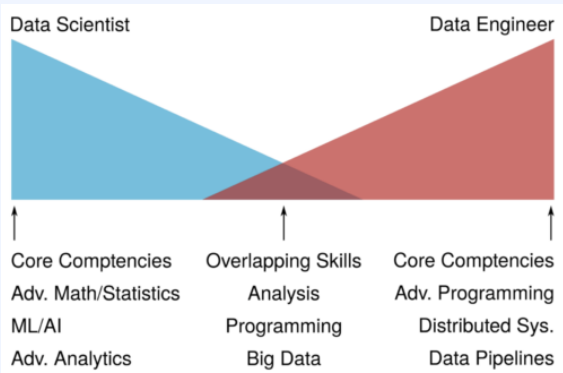 Data Scientist
Data Engineer
Core Comptencies
Overlapping Skills
Core Comptencies
Adv. Math/Statistics
Analysis
Adv. Programming
ML/AI
Programming
Distributed Sys.
Adv. Analytics
Big Data
Data Pipelines